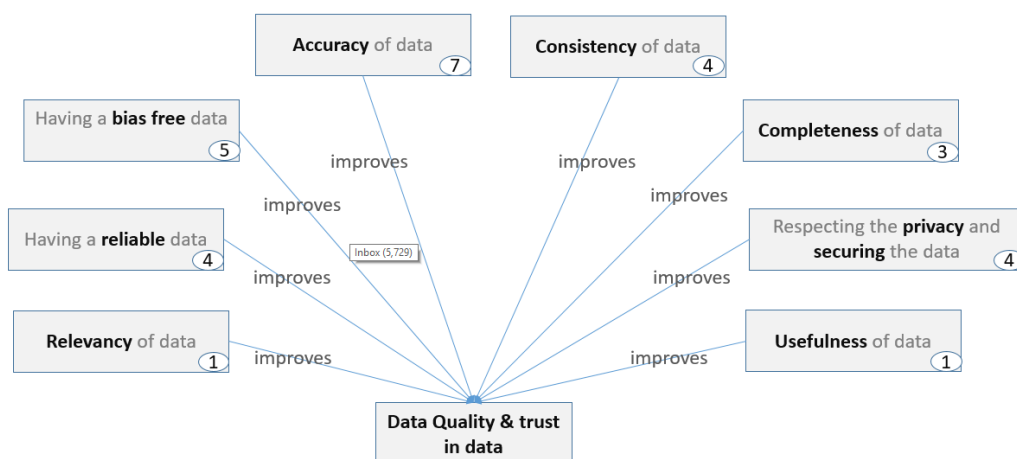 Accuracy of data
7
Consistency of data
4
Having a bias free data
5
Completeness of data
3
improves
improves
improves
improves
Having a reliable data
4
Respecting the privacy and
securing the data
4
Inbox (5,729)
improves
improves
Relevancy of data
1
Usefulness of data
1
improves
improves
Data Quality & trust
in data